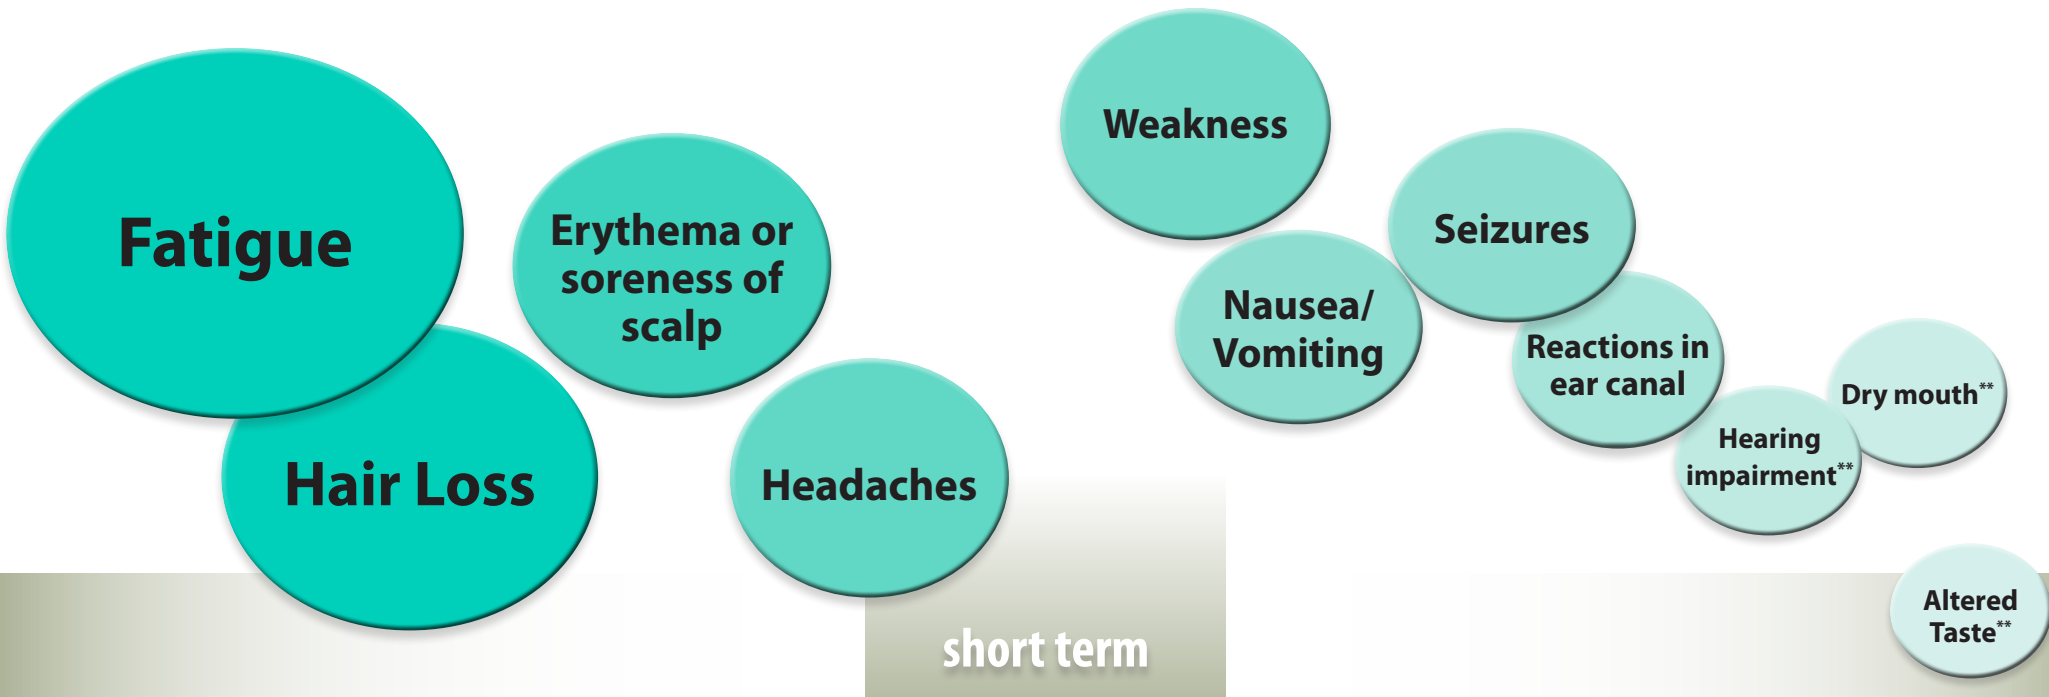 Fatigue
Hair Loss
Erythema or
soreness of
scalp
Headaches
Weakness
Nausea/
Vomiting
Seizures
Reactions in
ear canal
Hearing
impairment**
Dry mouth**
Altered
Taste**
short term